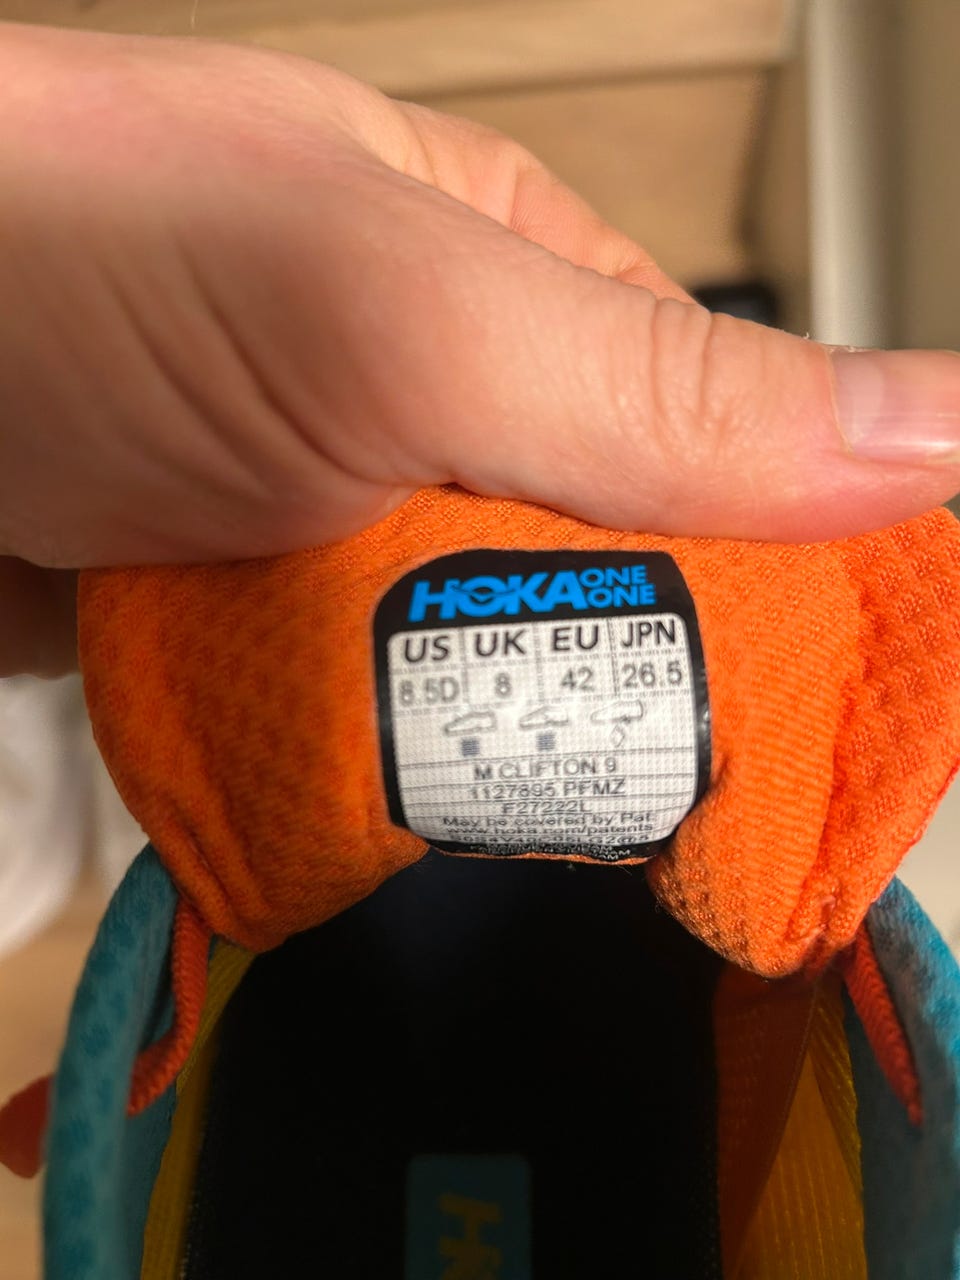 HOKA ONE ONE
US UK EU JPN
8.5D 8 42 26.5
M CLIFTON 9
1127895 PFMZ
F27222L
May be covered by Pat.
www.hoka.com/patents